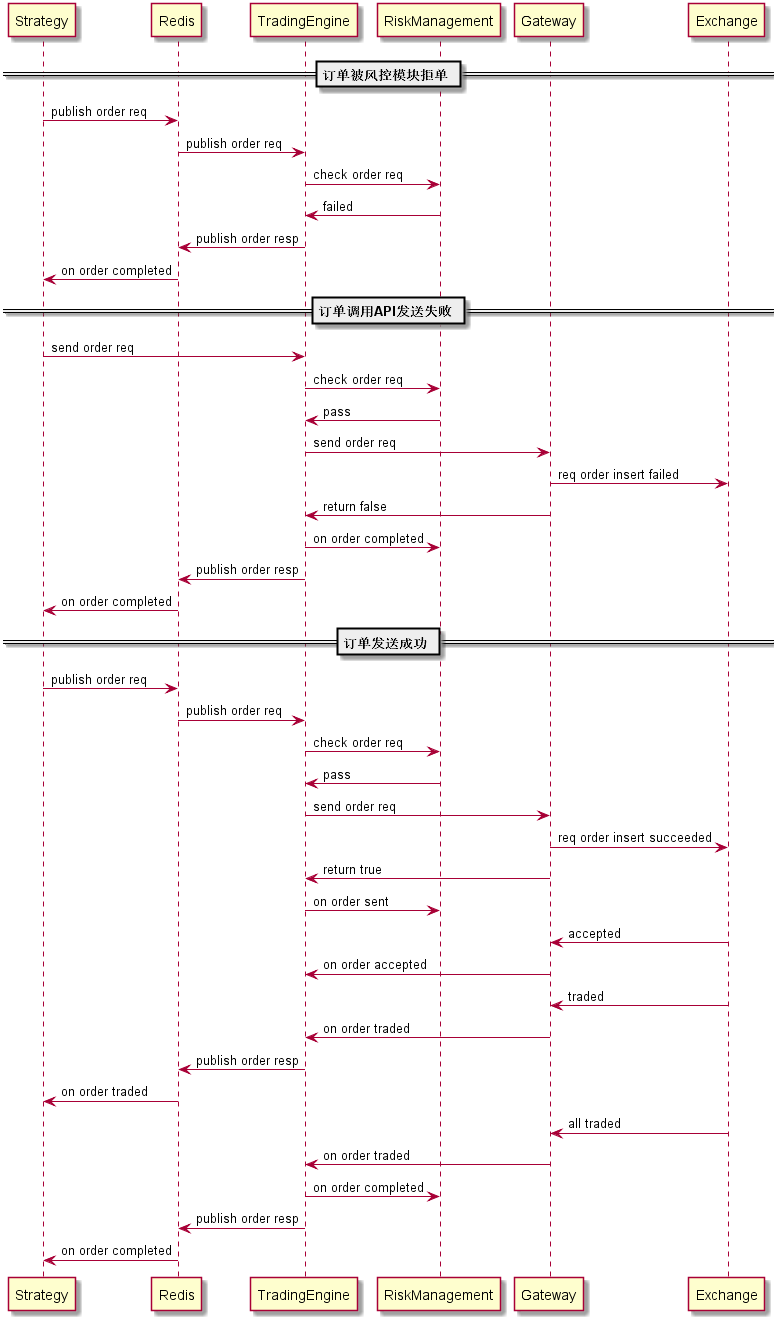 Strategy Redis TradingEngine RiskManagement Gateway Exchange
订单被风控模块拒单
publish order req
publish order req
check order req
failed
publish order resp
on order completed
订单调用API发送失败
send order req
check order req
pass
send order req
req order insert failed
return false
on order completed
publish order resp
on order completed
订单发送成功
publish order req
publish order req
check order req
pass
send order req
req order insert succeeded
return true
on order sent
accepted
on order accepted
traded
on order traded
publish order resp
on order traded
all traded
on order traded
on order completed
publish order resp
on order completed
Strategy Redis TradingEngine RiskManagement Gateway Exchange